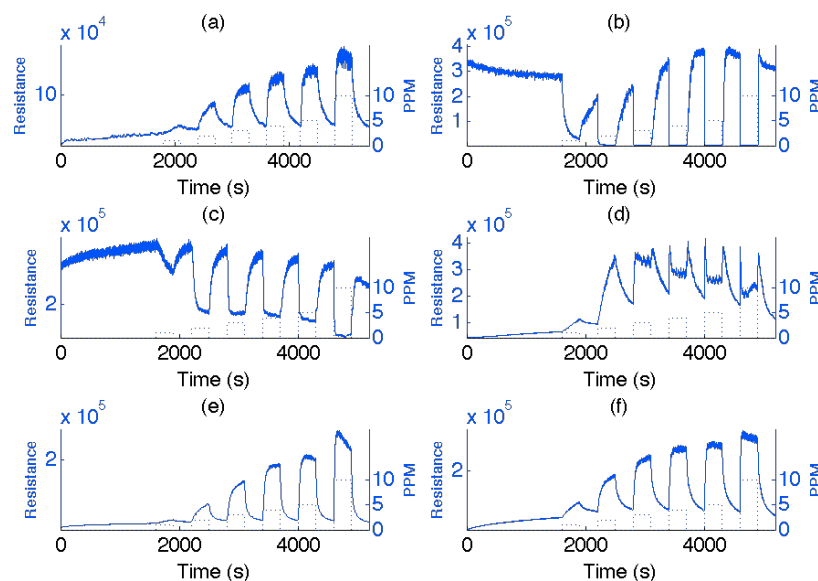 (a)
x 10^4
Resistance
10
15
10
5
0
PPM
0 2000 4000
Time (s)
(b)
x 10^5
Resistance
4
3
2
1
10
5
0
PPM
0 2000 4000
Time (s)
(c)
x 10^5
Resistance
2
10
5
0
PPM
0 2000 4000
Time (s)
(d)
x 10^5
Resistance
4
3
2
1
10
5
0
PPM
0 2000 4000
Time (s)
(e)
x 10^5
Resistance
2
10
5
0
PPM
0 2000 4000
Time (s)
(f)
x 10^5
Resistance
2
10
5
0
PPM
0 2000 4000
Time (s)